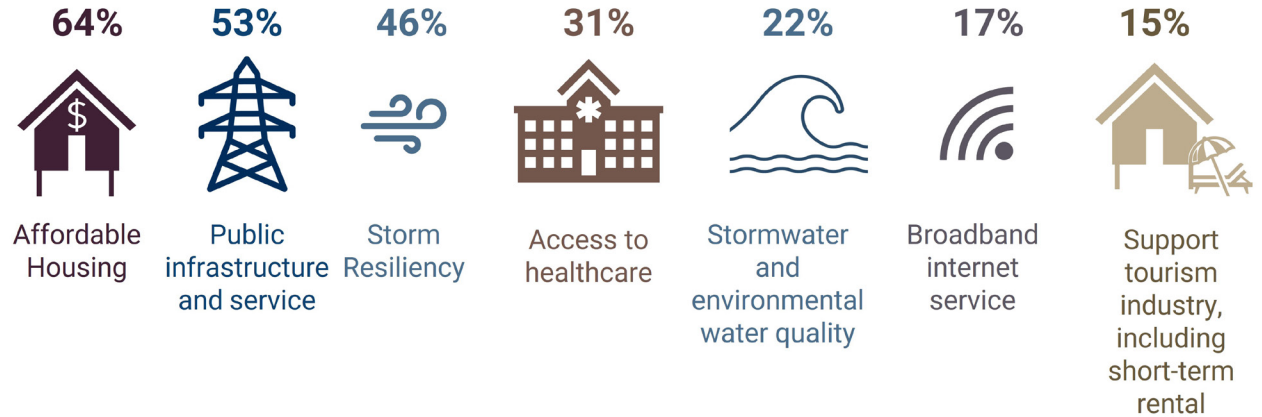 64%
Affordable
Housing
53%
Public
infrastructure
and service
46%
Storm
Resiliency
31%
Access to
healthcare
22%
Stormwater
and
environmental
water quality
17%
Broadband
internet
service
15%
Support
tourism
industry,
including
short-term
rental
$